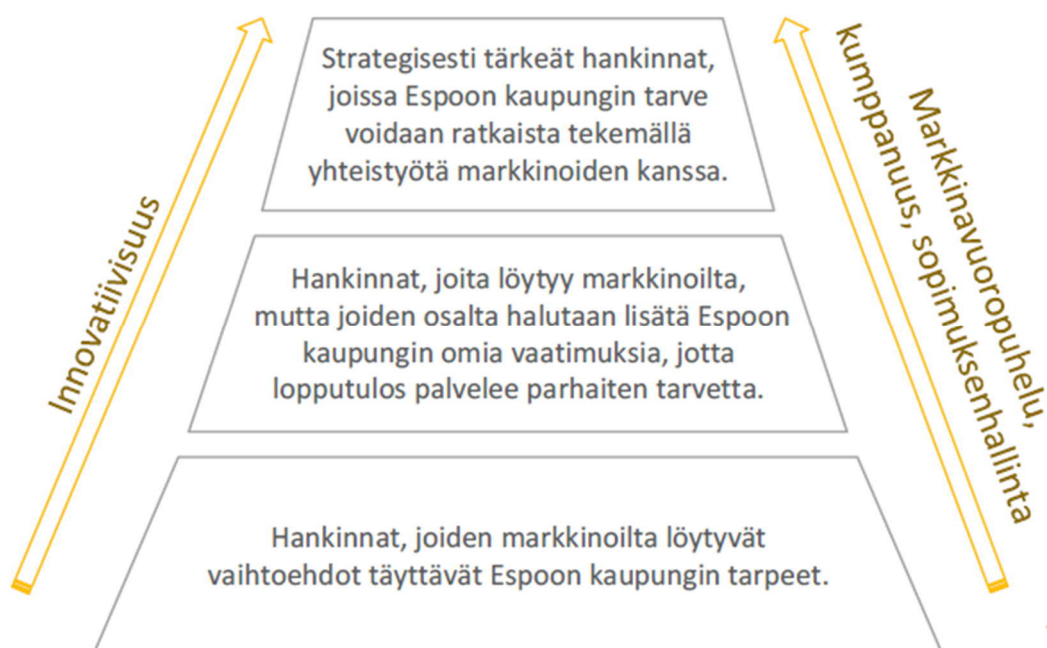 Strategisesti tärkeät hankinnat,
joissa Espoon kaupungin tarve
voidaan ratkaista tekemällä
yhteistyötä markkinoiden kanssa.
Innovatiivisuus
Markkinavuoropuhelu,
kumppanuus, sopimuksenhallinta
Hankinnat, joita löytyy markkinoilta,
mutta joiden osalta halutaan lisätä Espoon
kaupungin omia vaatimuksia, jotta
lopputulos palvelee parhaiten tarvetta.
Hankinnat, joiden markkinoilta löytyvät
vaihtoehdot täyttävät Espoon kaupungin tarpeet.